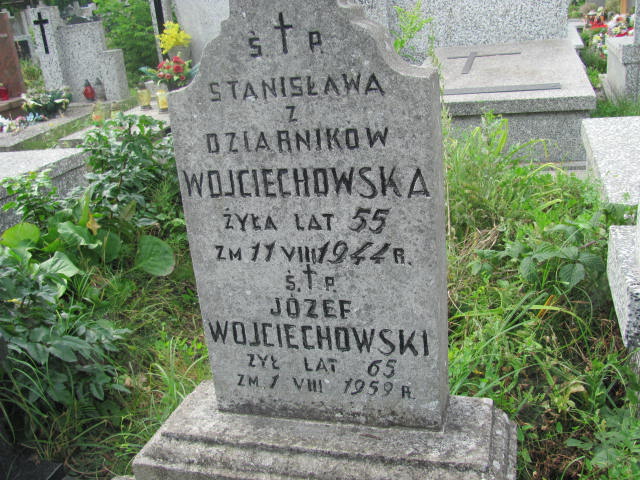 Ś P.
STANISŁAWA
Z
DZIARNIKÓW
WOJCIECHOWSKA
ŻYŁA LAT 55
ZM 11 VIII 1944 R.
Ś. P.
JÓZEF
WOJCIECHOWSKI
ŻYŁ LAT 65
ZM 1 VIII 1959 R.